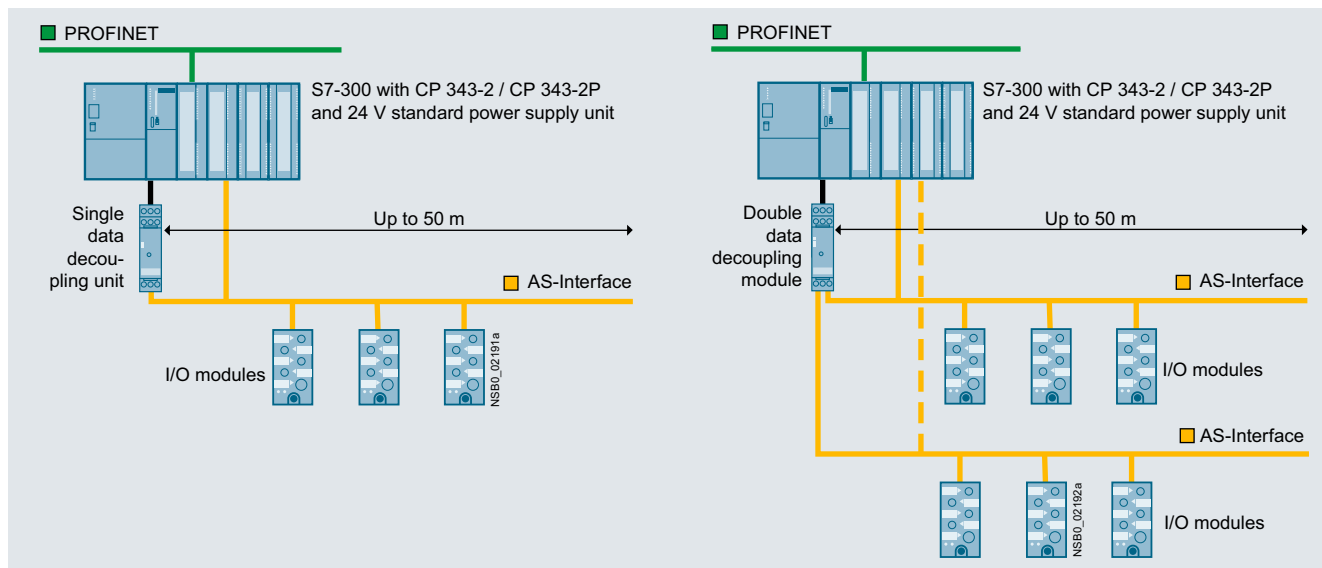 PROFINET
S7-300 with CP 343-2 / CP 343-2P
and 24 V standard power supply unit
Single
data
decou-
pling unit
Up to 50 m
AS-Interface
I/O modules
NSB0_02191a
PROFINET
S7-300 with CP 343-2 / CP 343-2P
and 24 V standard power supply unit
Double
data
decoupling
module
Up to 50 m
AS-Interface
I/O modules
AS-Interface
NSB0_02192a
I/O modules